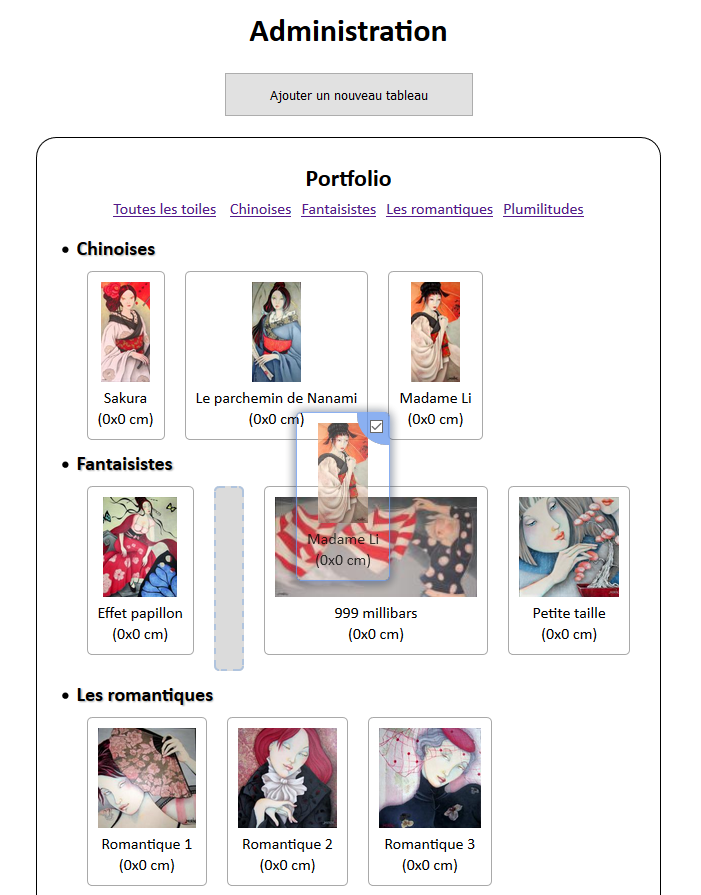 Administration
Ajouter un nouveau tableau
Portfolio
Toutes les toiles Chinoises Fantaisistes Les romantiques Plumilitudes
• Chinoises
Sakura
(0x0 cm)
Le parchemin de Nanami
(0x0 cm)
Madame Li
(0x0 cm)
Madame Li
(0x0 cm)
• Fantaisistes
Effet papillon
(0x0 cm)
999 millibars
(0x0 cm)
Petite taille
(0x0 cm)
• Les romantiques
Romantique 1
(0x0 cm)
Romantique 2
(0x0 cm)
Romantique 3
(0x0 cm)